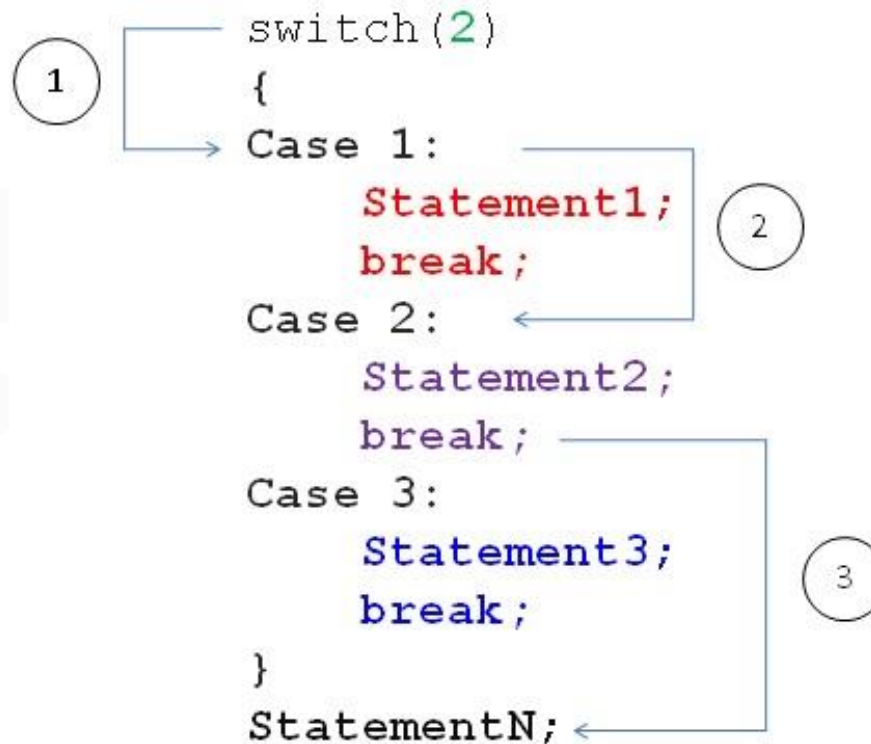 switch(2)
1
{
Case 1:
Statement1;
2
break;
Case 2:
Statement2;
break;
Case 3:
Statement3;
3
break;
}
StatementN;